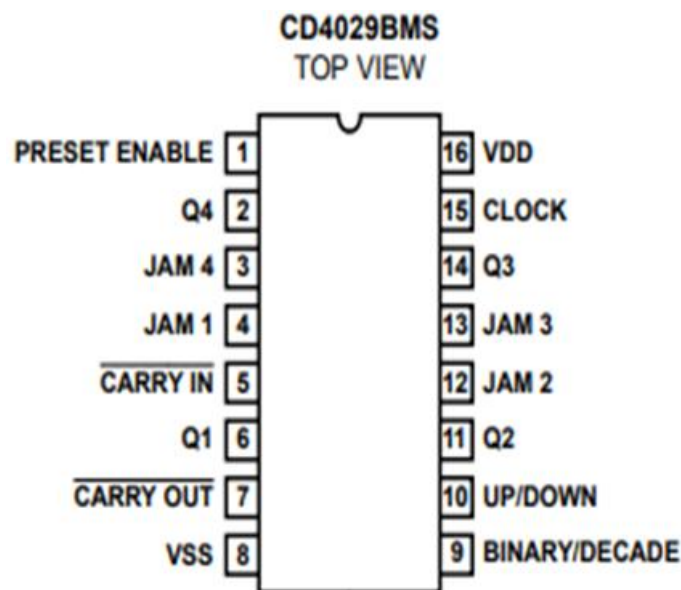 CD4029BMS
TOP VIEW
PRESET ENABLE 1 16 VDD
Q4 2 15 CLOCK
JAM 4 3 14 Q3
JAM 1 4 13 JAM 3
CARRY IN 5 12 JAM 2
Q1 6 11 Q2
CARRY OUT 7 10 UP/DOWN
VSS 8 9 BINARY/DECADE